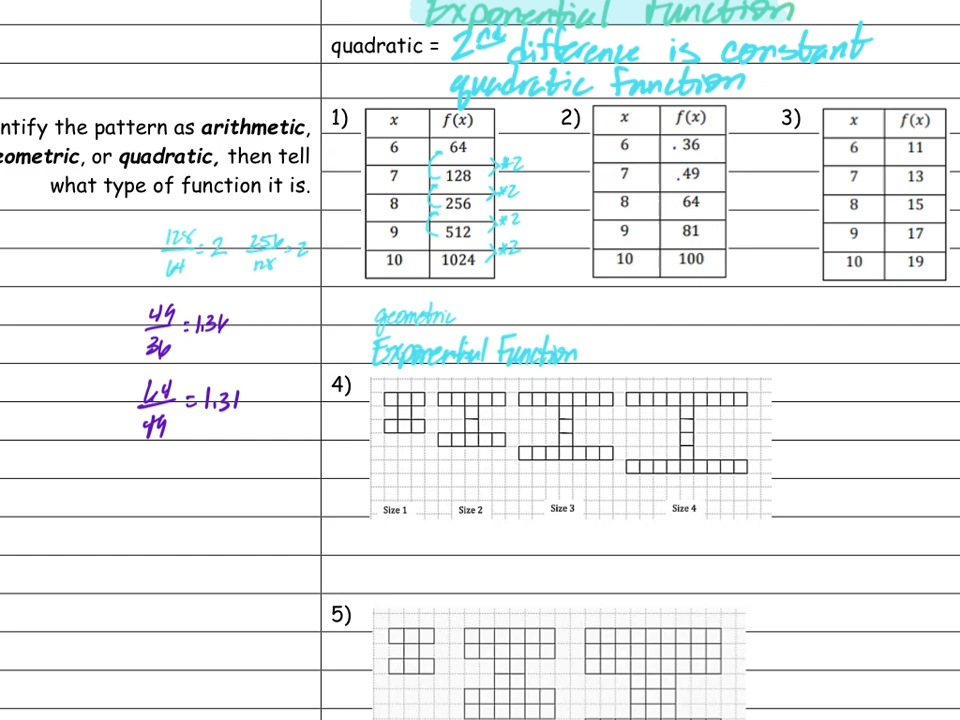 Exponential Function
quadratic = 2nd difference is constant
quadratic function
ntify the pattern as arithmetic,
eometric, or quadratic, then tell
what type of function it is.
128/64 = 2 256/128 = 2
49/36 = 1.36
64/49 = 1.31
1)
x f(x)
6 64
7 128
8 256
9 512
10 1024
*2
*2
*2
*2
geometric
Exponential Function
2)
x f(x)
6 . 36
7 . 49
8 64
9 81
10 100
3)
x f(x)
6 11
7 13
8 15
9 17
10 19
4)
Size 1 Size 2 Size 3 Size 4
5)